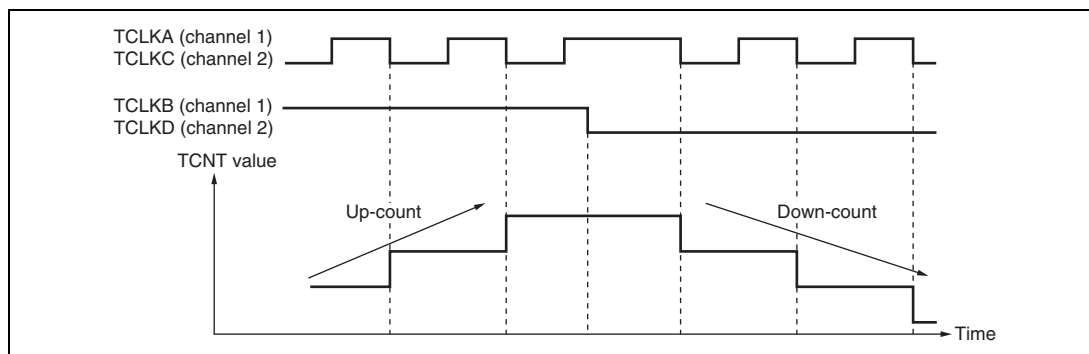 TCLKA (channel 1)
TCLKC (channel 2)
TCLKB (channel 1)
TCLKD (channel 2)
TCNT value
Up-count
Down-count
Time